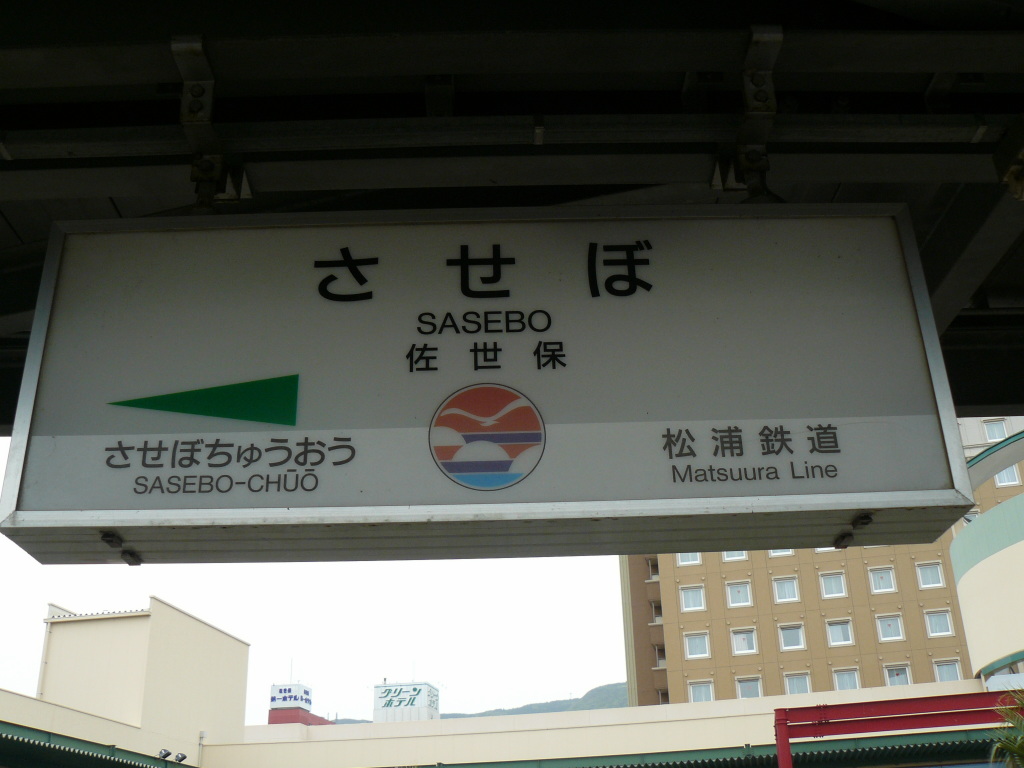 させぼ
SASEBO
佐世保
させぼちゅうおう
SASEBO-CHŪŌ
松浦鉄道
Matsuura Line
グリーン
ホテル